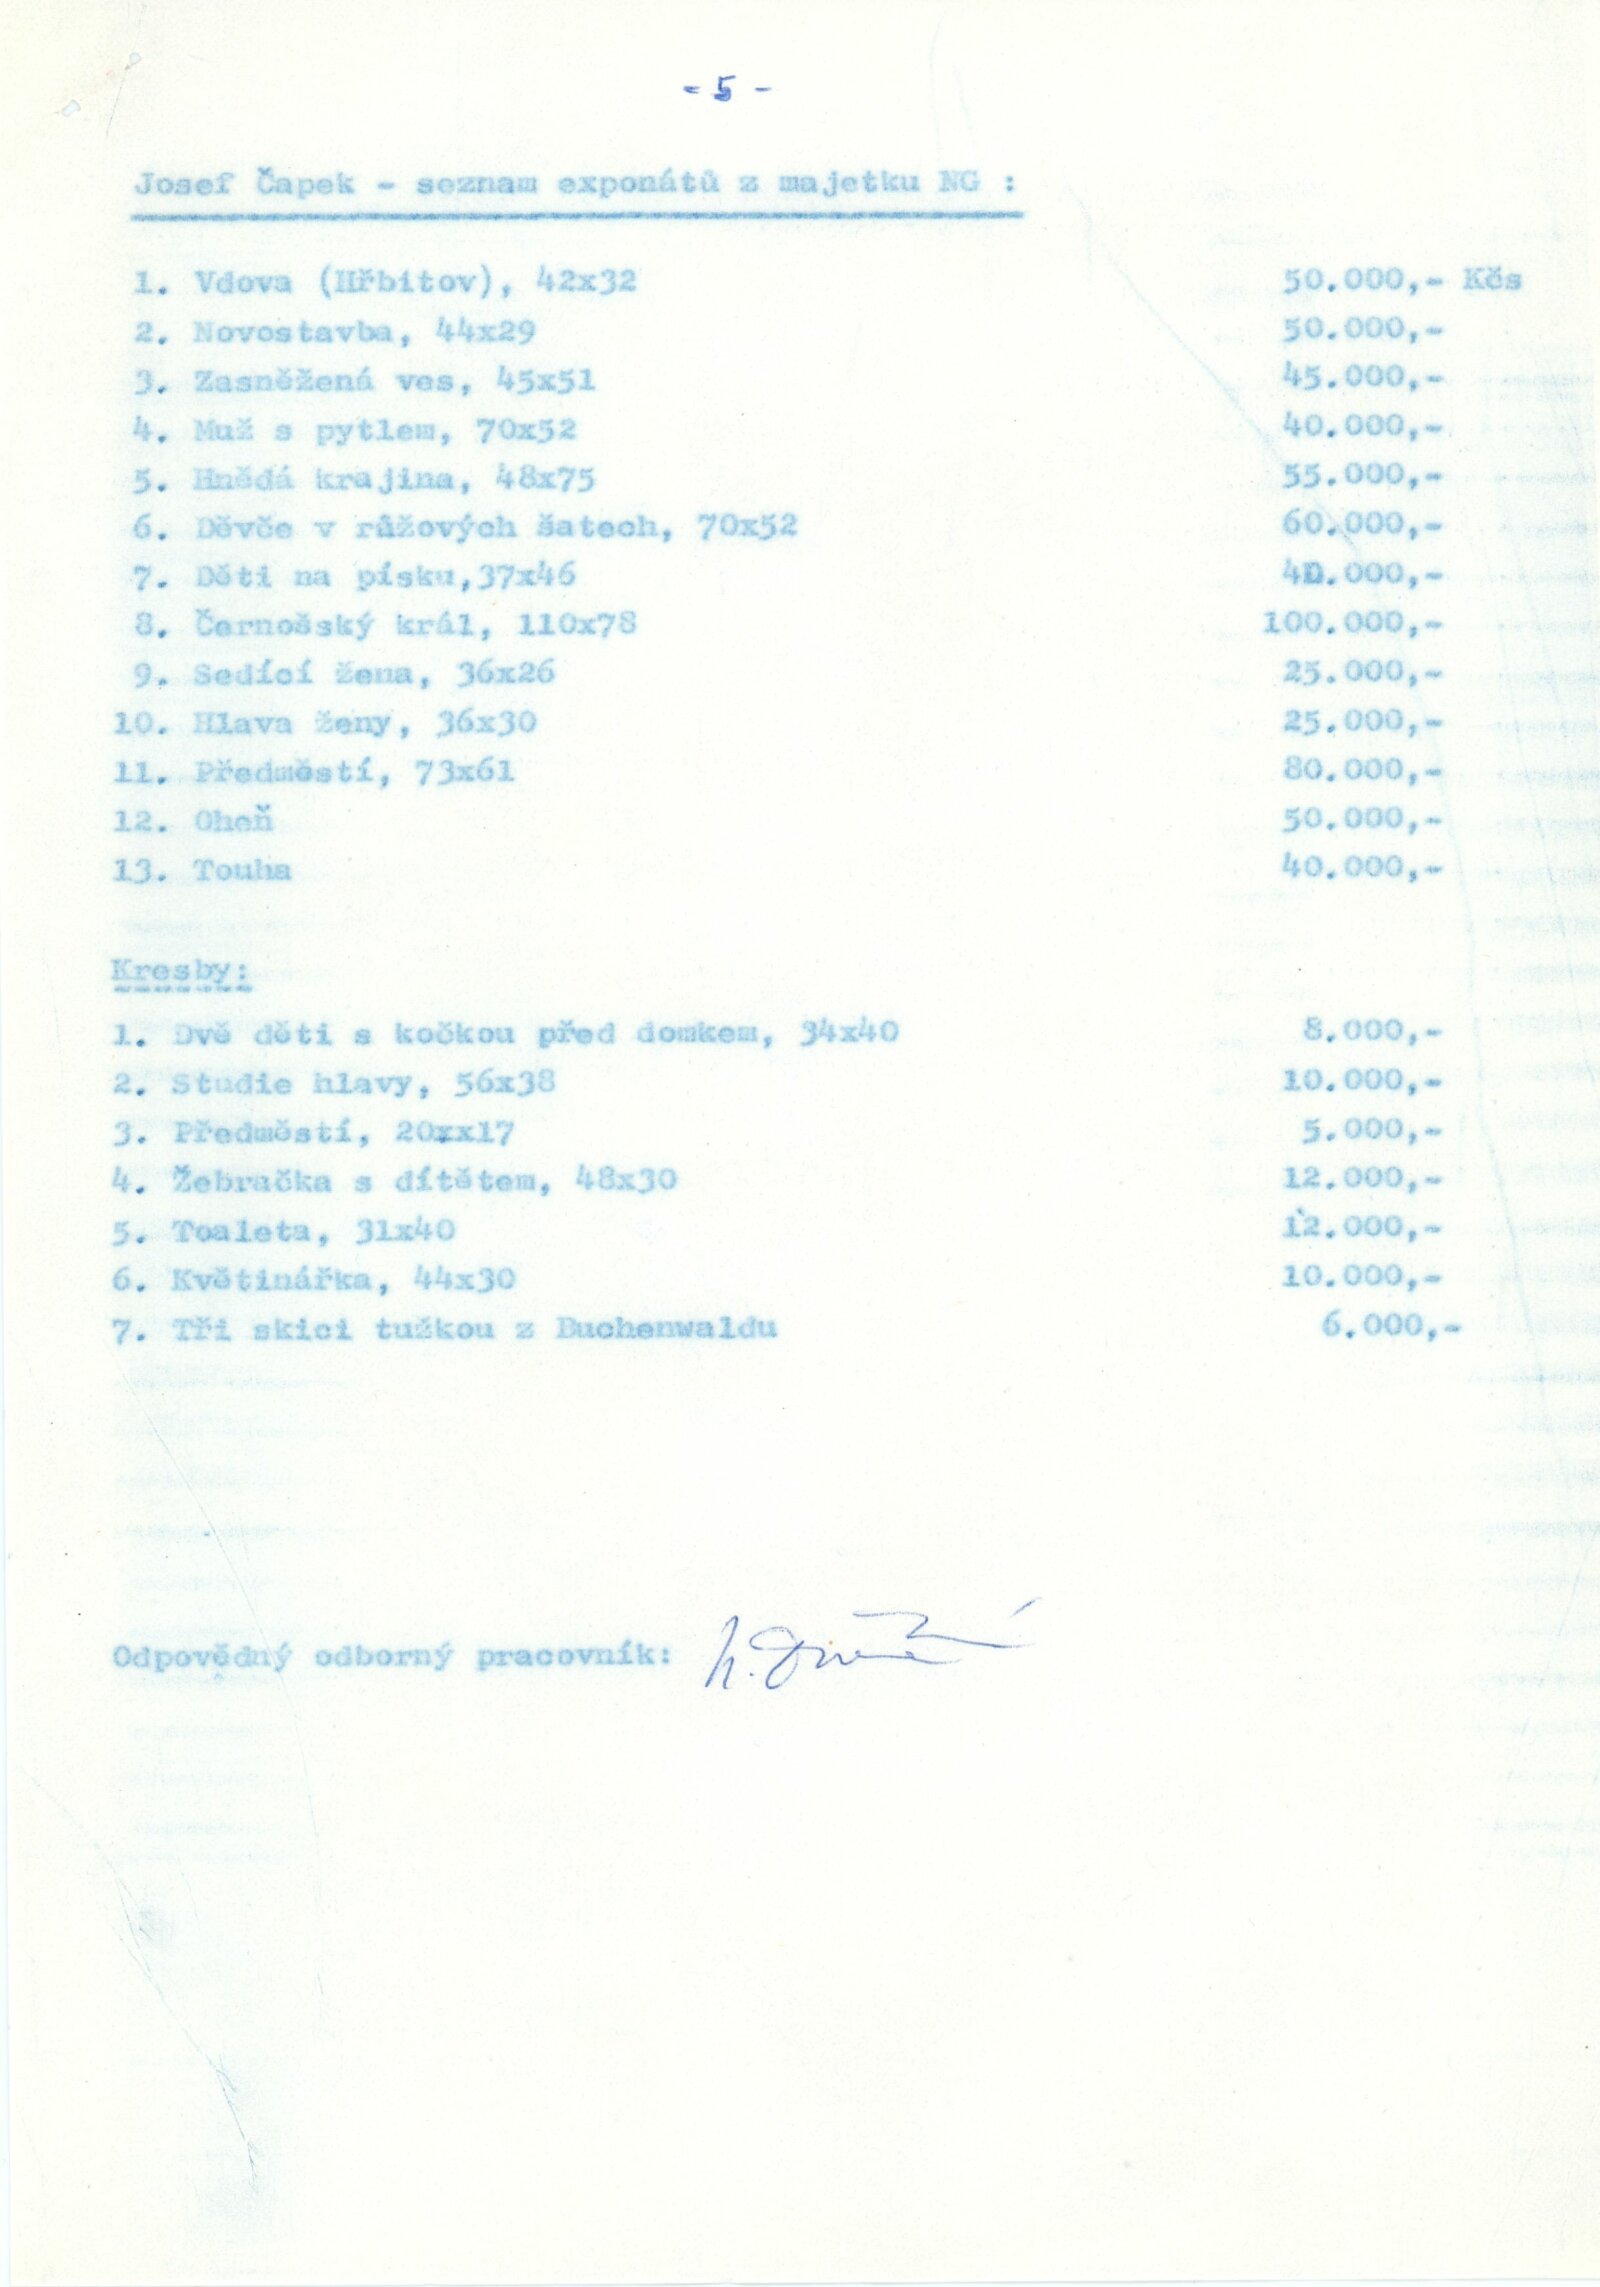 - 5 -
Josef Čapek - seznam exponátů z majetku NG :
1. Vdova (Hřbitov), 42x32 50.000,- Kčs
2. Novostavba, 44x29 50.000,-
3. Zasněžená ves, 45x51 45.000,-
4. Muž s pytlem, 70x52 40.000,-
5. Hnědá krajina, 48x75 55.000,-
6. Děvče v růžových šatech, 70x52 60.000,-
7. Děti na písku,37x46 40.000,-
8. Černošský král, 110x78 100.000,-
9. Sedící žena, 36x26 25.000,-
10. Hlava ženy, 36x30 25.000,-
11. Předměstí, 73x61 80.000,-
12. Oheň 50.000,-
13. Touha 40.000,-
Kresby:
1. Dvě děti s kočkou před domkem, 34x40 8.000,-
2. Studie hlavy, 56x38 10.000,-
3. Předměstí, 20xx17 5.000,-
4. Žebračka s dítětem, 48x30 12.000,-
5. Toaleta, 31x40 12.000,-
6. Květinářka, 44x30 10.000,-
7. Tři skici tužkou z Buchenwaldu 6.000,-
Odpovědný odborný pracovník: